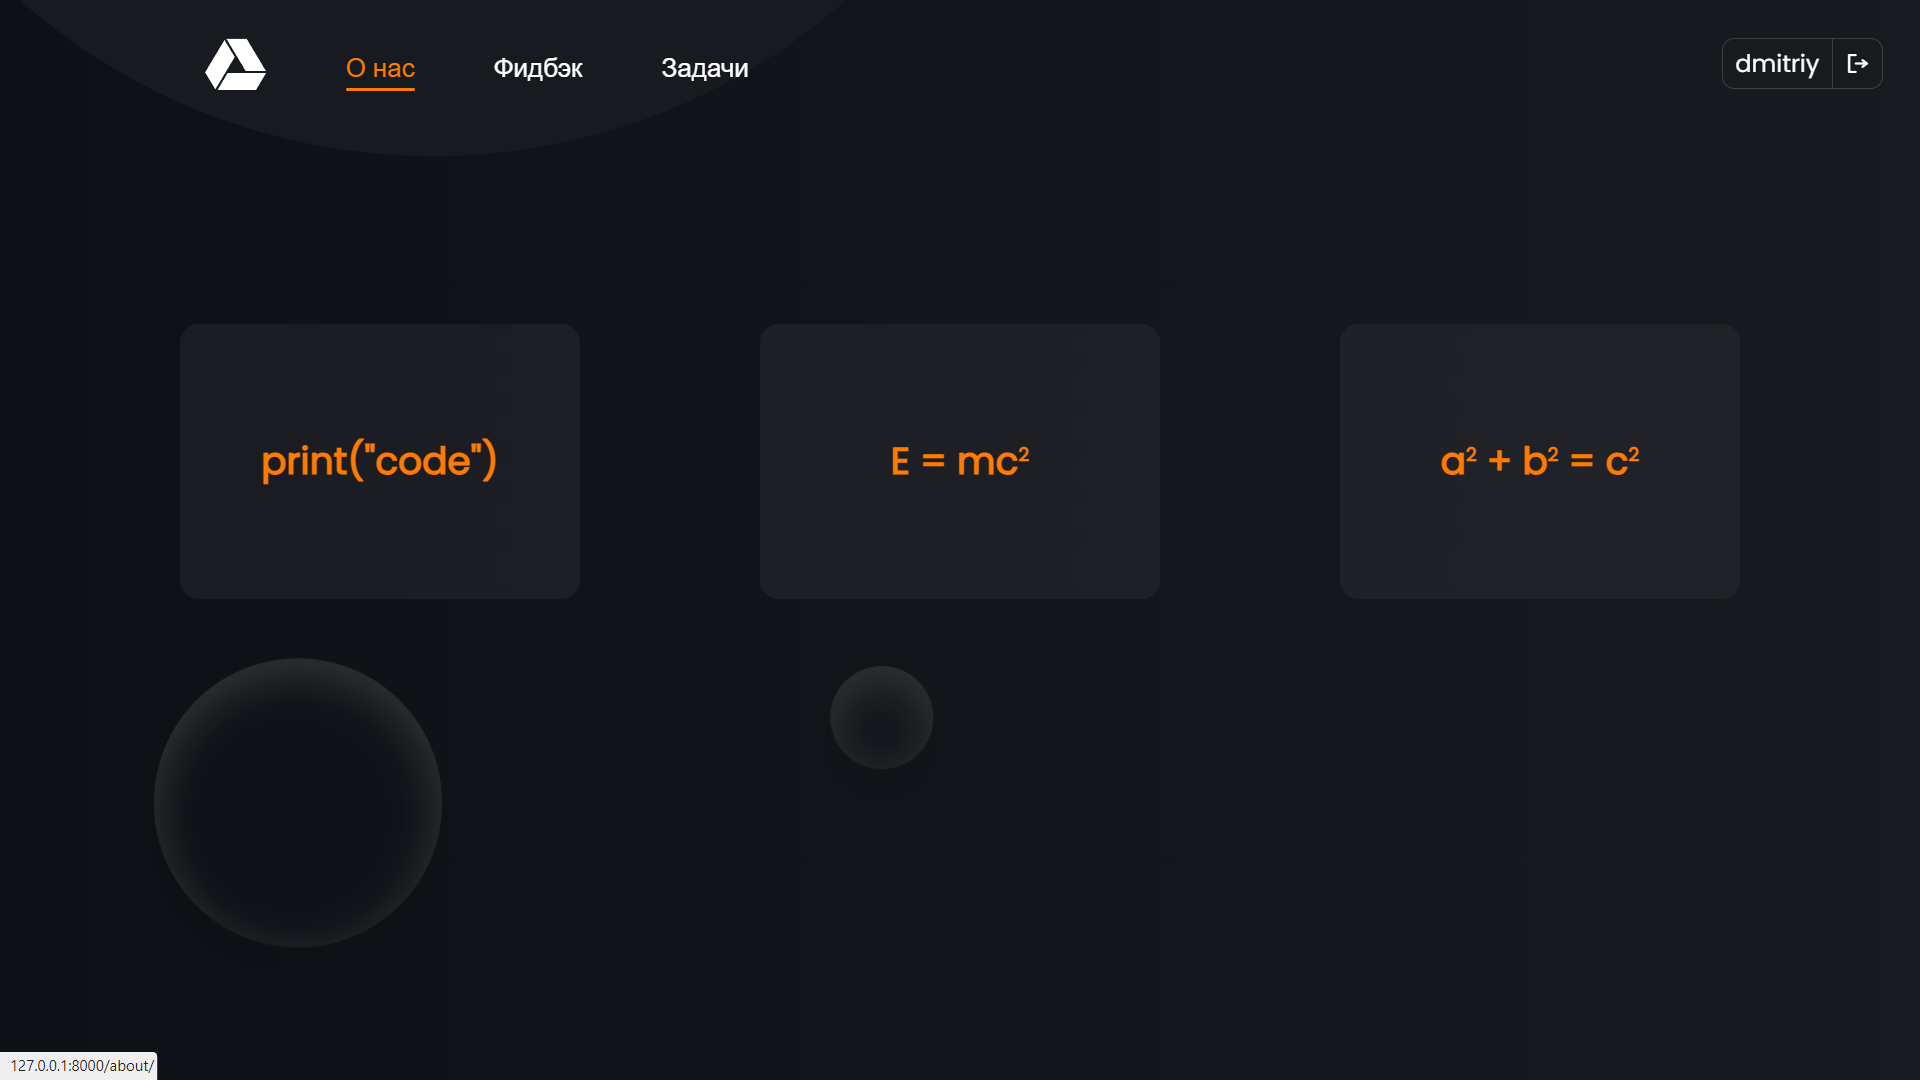 О нас Фидбэк Задачи dmitriy
print("code") E = mc² a² + b² = c²
127.0.0.1:8000/about/